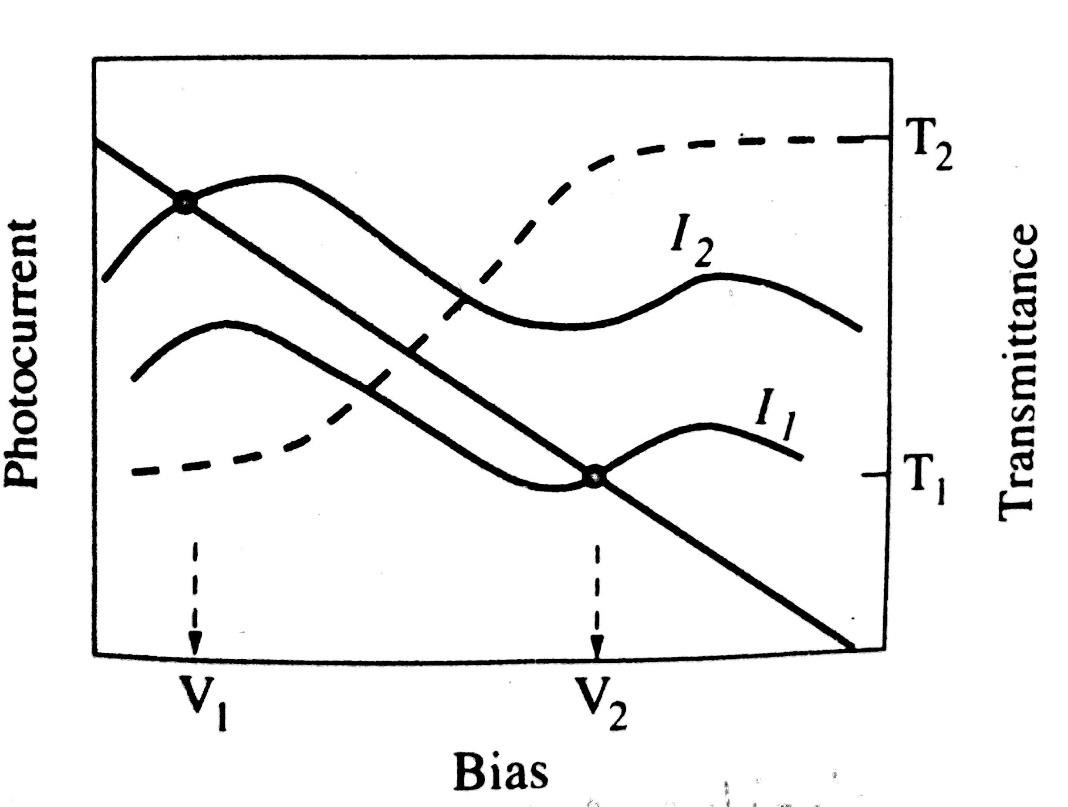 Photocurrent
T2
I2
Transmittance
I1
T1
V1
V2
Bias